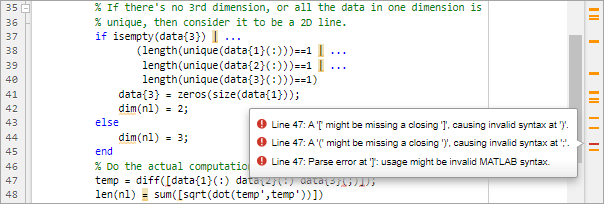 35 % If there's no 3rd dimension, or all the data in one dimension is
36 % unique, then consider it to be a 2D line.
37 if isempty(data{3}) | ...
38 (length(unique(data{1}(:)))==1 | ...
39 length(unique(data{2}(:)))==1 | ...
40 length(unique(data{3}(:)))==1)
41 data{3} = zeros(size(data{1}));
42 dim(nl) = 2;
43 else
44 dim(nl) = 3;
45 end
46 % Do the actual computation
47 temp = diff([data{1}(:) data{2}(:) data{3}(;)]);
48 len(nl) = sum([sqrt(dot(temp',temp'))])
Line 47: A '[' might be missing a closing ']', causing invalid syntax at ')'.
Line 47: A '(' might be missing a closing ')', causing invalid syntax at ';'.
Line 47: Parse error at ']': usage might be invalid MATLAB syntax.